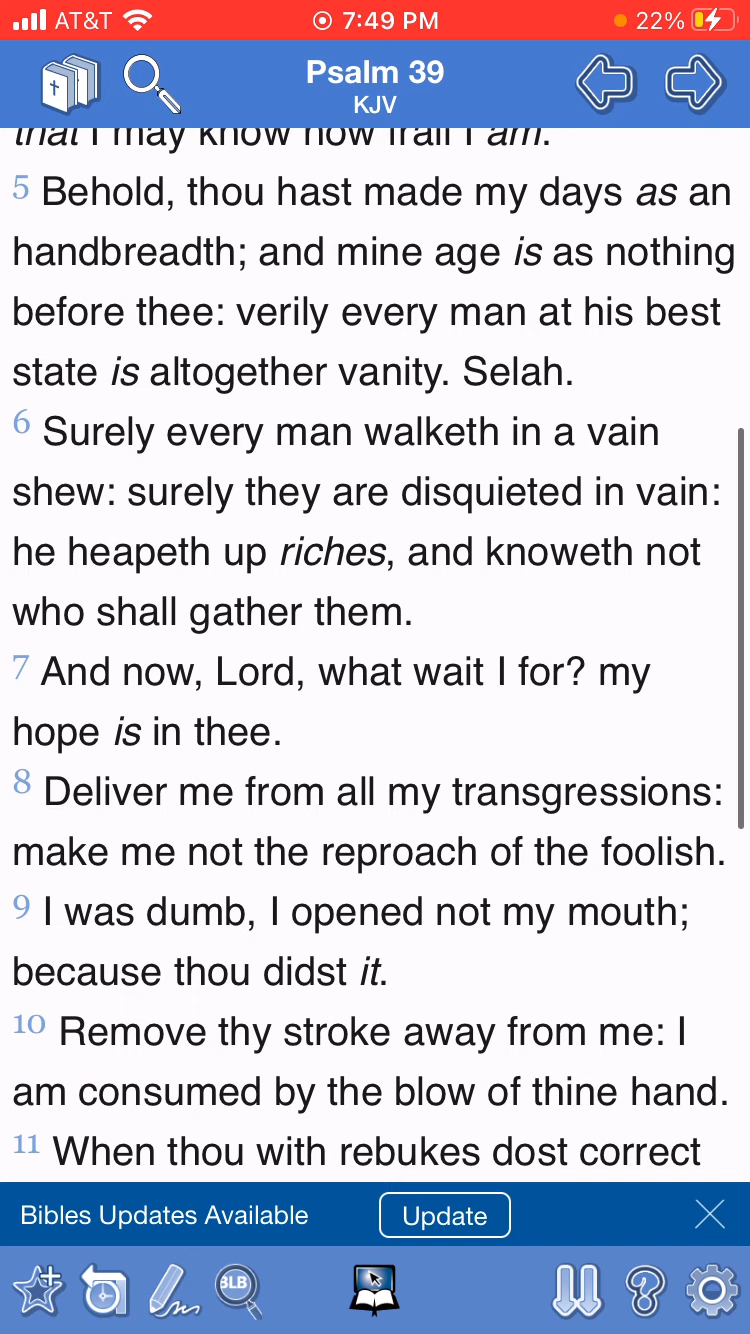 AT&T 7:49 PM 22%
Psalm 39
KJV
that I may know how frail I am.
5 Behold, thou hast made my days as an
handbreadth; and mine age is as nothing
before thee: verily every man at his best
state is altogether vanity. Selah.
6 Surely every man walketh in a vain
shew: surely they are disquieted in vain:
he heapeth up riches, and knoweth not
who shall gather them.
7 And now, Lord, what wait I for? my
hope is in thee.
8 Deliver me from all my transgressions:
make me not the reproach of the foolish.
9 I was dumb, I opened not my mouth;
because thou didst it.
10 Remove thy stroke away from me: I
am consumed by the blow of thine hand.
11 When thou with rebukes dost correct
Bibles Updates Available Update
BLB